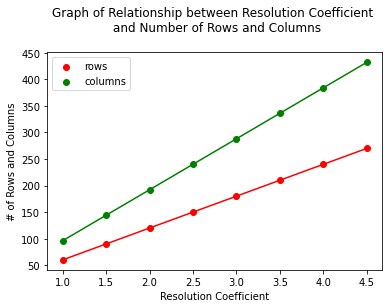 Graph of Relationship between Resolution Coefficient
and Number of Rows and Columns
450
400
350
300
250
200
150
100
50
# of Rows and Columns
rows
columns
1.0 1.5 2.0 2.5 3.0 3.5 4.0 4.5
Resolution Coefficient